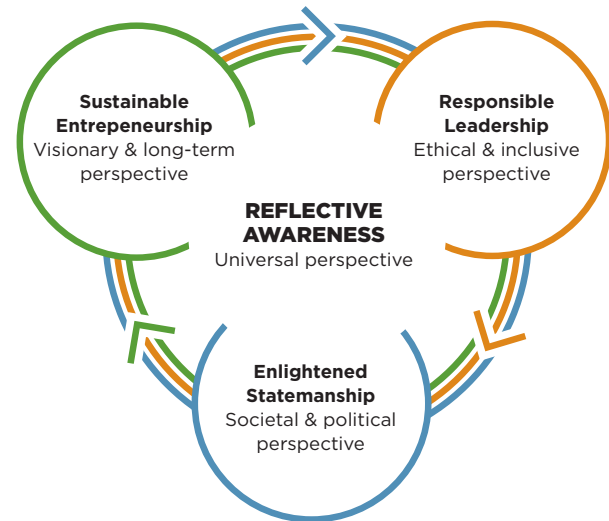 Sustainable
Entrepeneurship
Visionary & long-term
perspective
Responsible
Leadership
Ethical & inclusive
perspective
REFLECTIVE
AWARENESS
Universal perspective
Enlightened
Statemanship
Societal & political
perspective